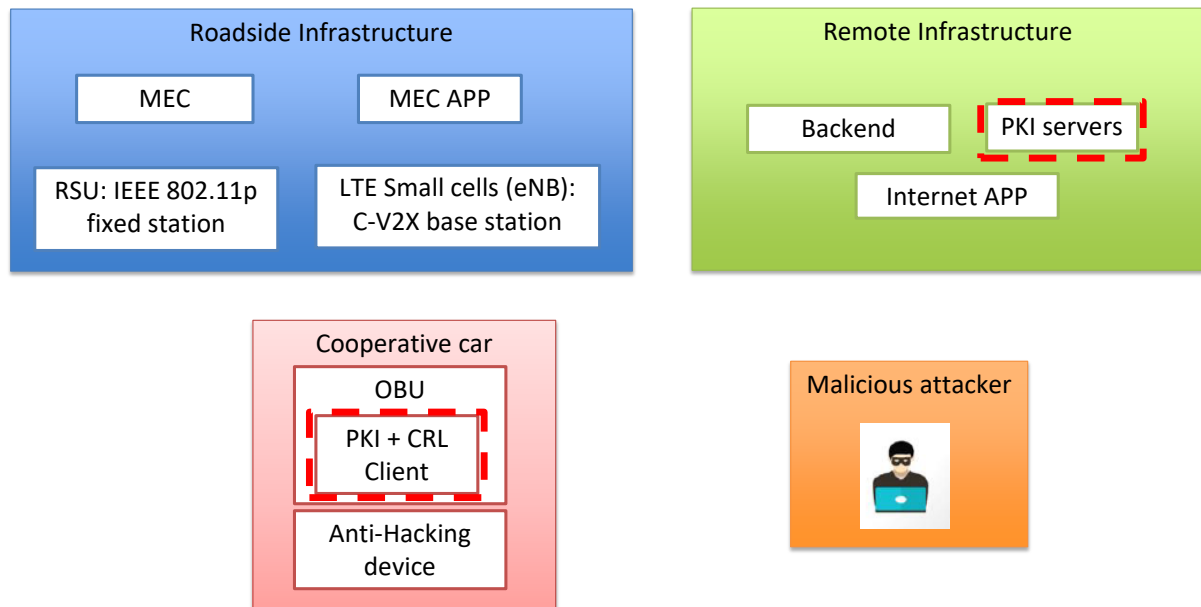 Roadside Infrastructure
MEC
MEC APP
RSU: IEEE 802.11p
fixed station
LTE Small cells (eNB):
C-V2X base station
Remote Infrastructure
Backend
PKI servers
Internet APP
Cooperative car
OBU
PKI + CRL
Client
Anti-Hacking
device
Malicious attacker